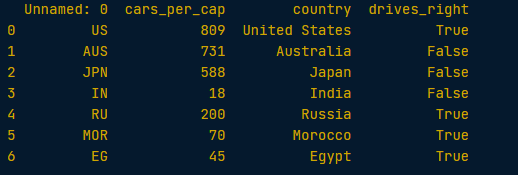 Unnamed: 0 cars_per_cap country drives_right
0 US 809 United States True
1 AUS 731 Australia False
2 JPN 588 Japan False
3 IN 18 India False
4 RU 200 Russia True
5 MOR 70 Morocco True
6 EG 45 Egypt True